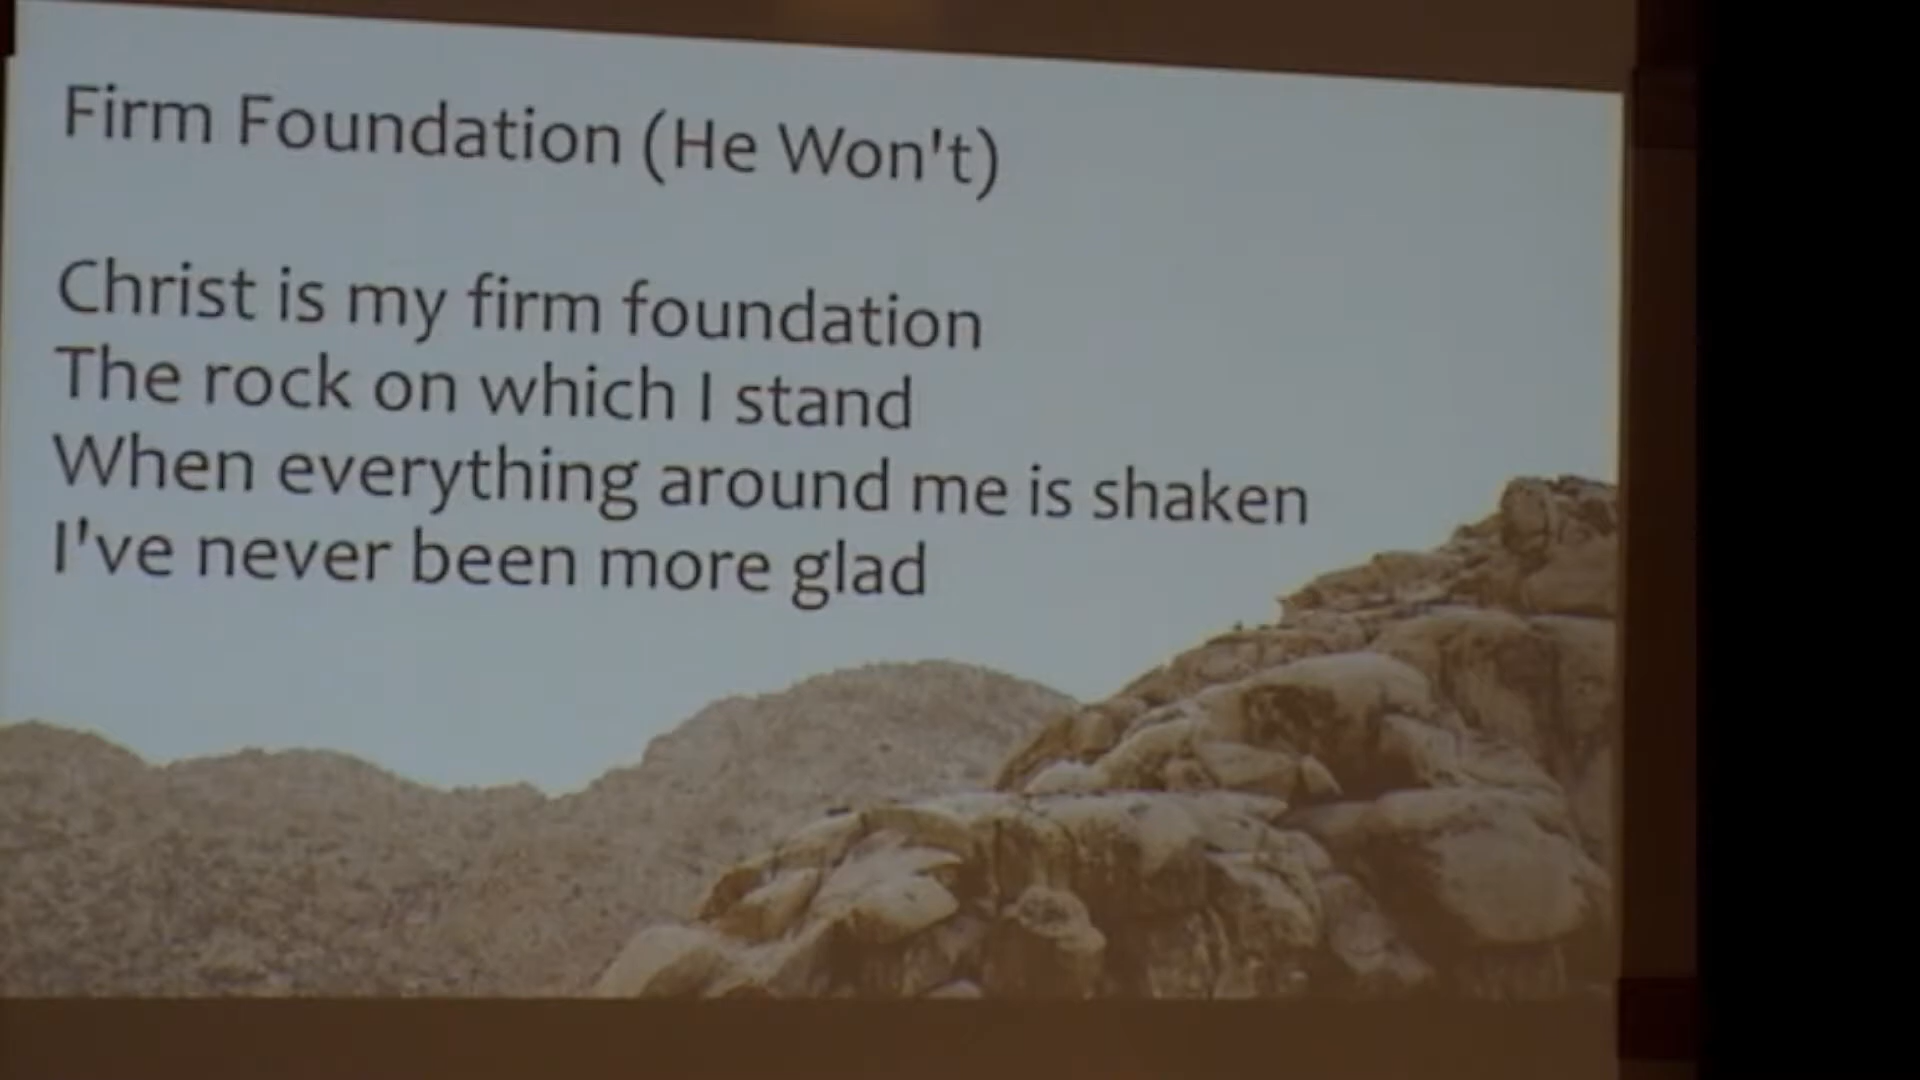 Firm Foundation (He Won't)
Christ is my firm foundation
The rock on which I stand
When everything around me is shaken
I've never been more glad